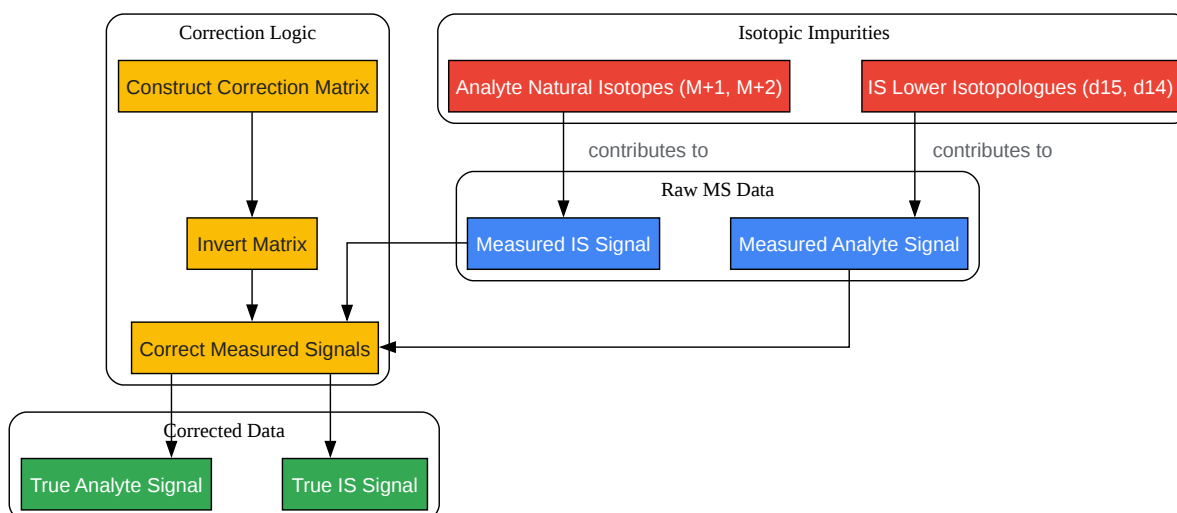 Correction Logic
Construct Correction Matrix
Invert Matrix
Correct Measured Signals
Isotopic Impurities
Analyte Natural Isotopes (M+1, M+2)
IS Lower Isotopologues (d15, d14)
contributes to
contributes to
Raw MS Data
Measured IS Signal
Measured Analyte Signal
Corrected Data
True Analyte Signal
True IS Signal